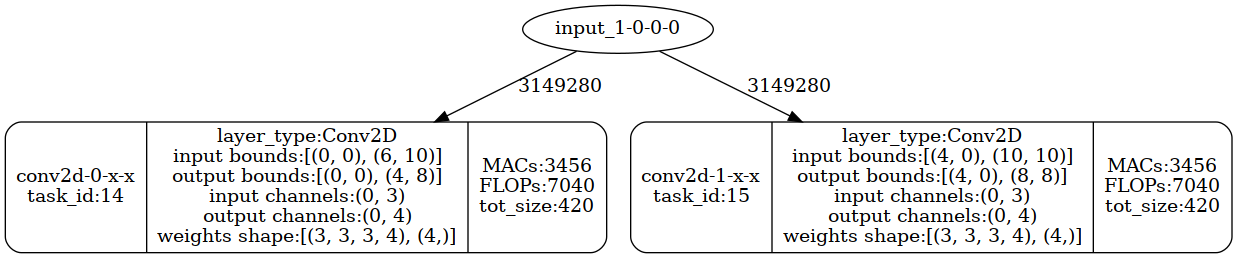 input_1-0-0-0
3149280
3149280
conv2d-0-x-x
task_id:14
layer_type:Conv2D
input bounds:[(0, 0), (6, 10)]
output bounds:[(0, 0), (4, 8)]
input channels:(0, 3)
output channels:(0, 4)
weights shape:[(3, 3, 3, 4), (4,)]
MACs:3456
FLOPs:7040
tot_size:420
conv2d-1-x-x
task_id:15
layer_type:Conv2D
input bounds:[(4, 0), (10, 10)]
output bounds:[(4, 0), (8, 8)]
input channels:(0, 3)
output channels:(0, 4)
weights shape:[(3, 3, 3, 4), (4,)]
MACs:3456
FLOPs:7040
tot_size:420